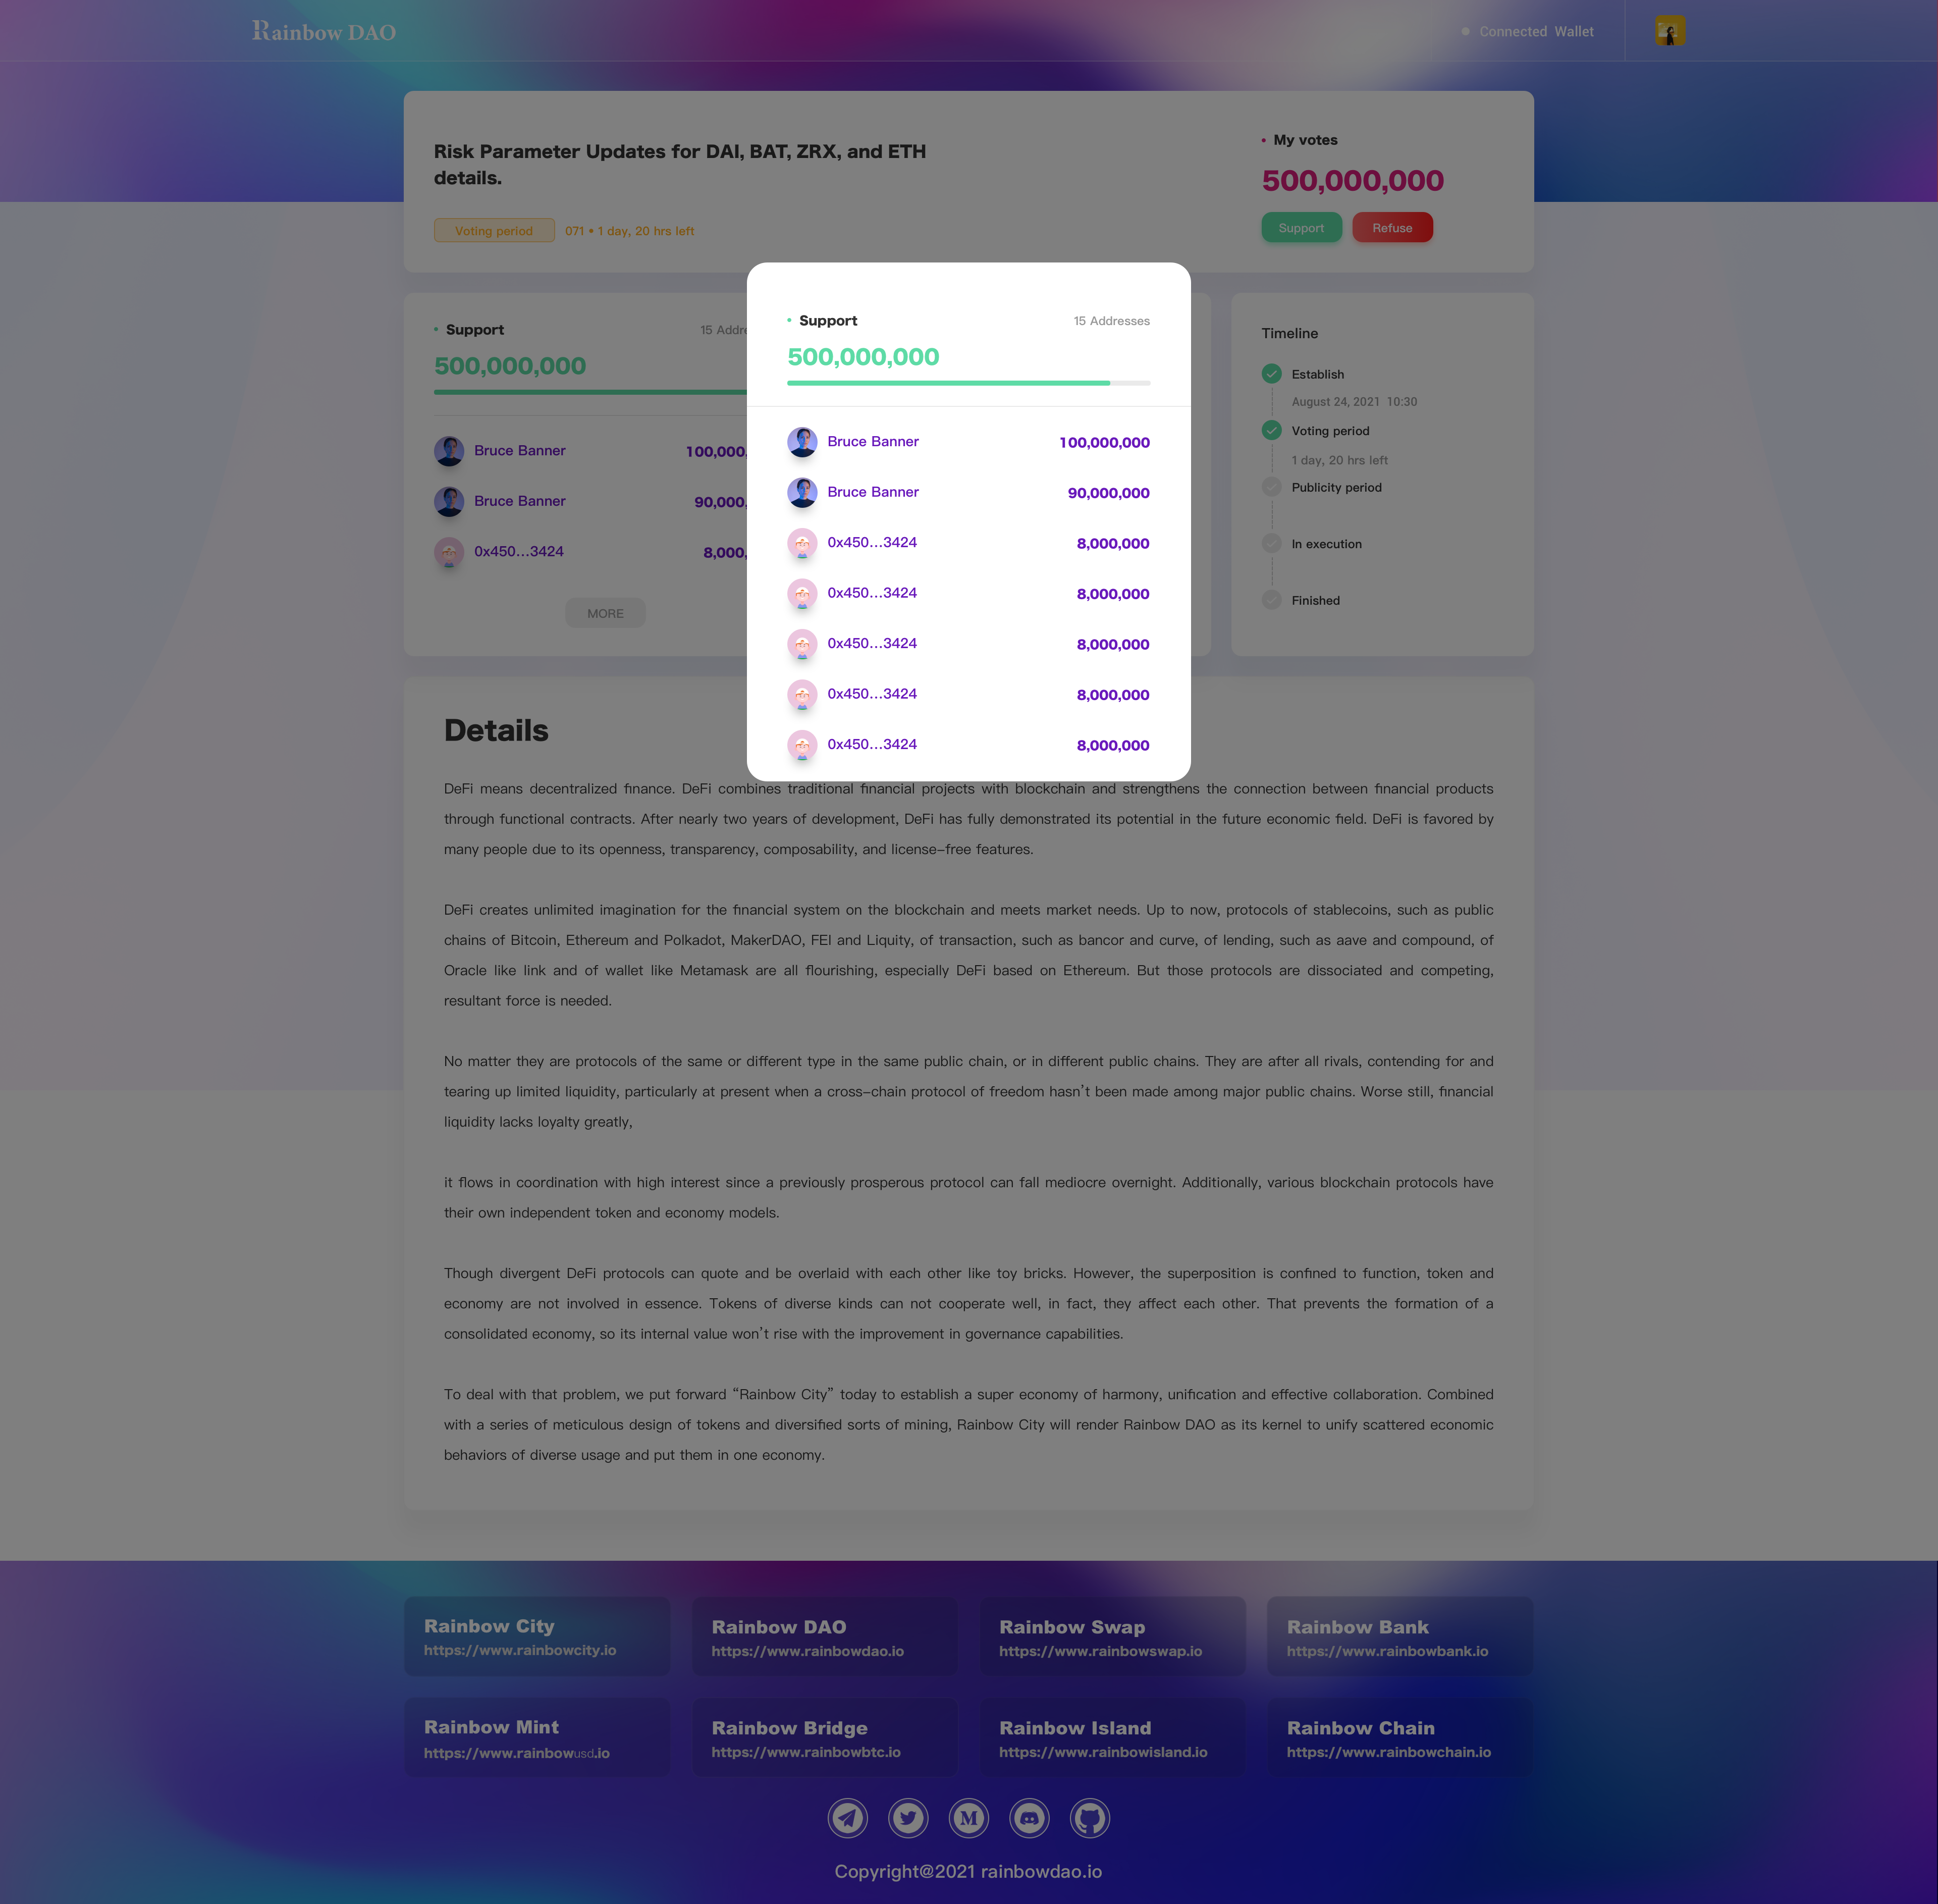 Rainbow DAO
Connected Wallet
Risk Parameter Updates for DAI, BAT, ZRX, and ETH
details.
Voting period
071 • 1 day, 20 hrs left
My votes
500,000,000
Support
Refuse
Support
15 Addre
500,000,000
Bruce Banner
100,000,
Bruce Banner
90,000,
0x450...3424
8,000,
MORE
Support
15 Addresses
500,000,000
Bruce Banner
100,000,000
Bruce Banner
90,000,000
0x450...3424
8,000,000
0x450...3424
8,000,000
0x450...3424
8,000,000
0x450...3424
8,000,000
0x450...3424
8,000,000
Timeline
Establish
August 24, 2021 10:30
Voting period
1 day, 20 hrs left
Publicity period
In execution
Finished
Details
DeFi means decentralized finance. DeFi combines traditional financial projects with blockchain and strengthens the connection between financial products
through functional contracts. After nearly two years of development, DeFi has fully demonstrated its potential in the future economic field. DeFi is favored by
many people due to its openness, transparency, composability, and license-free features.
DeFi creates unlimited imagination for the financial system on the blockchain and meets market needs. Up to now, protocols of stablecoins, such as public
chains of Bitcoin, Ethereum and Polkadot, MakerDAO, FEI and Liquity, of transaction, such as bancor and curve, of lending, such as aave and compound, of
Oracle like link and of wallet like Metamask are all flourishing, especially DeFi based on Ethereum. But those protocols are dissociated and competing,
resultant force is needed.
No matter they are protocols of the same or different type in the same public chain, or in different public chains. They are after all rivals, contending for and
tearing up limited liquidity, particularly at present when a cross-chain protocol of freedom hasn't been made among major public chains. Worse still, financial
liquidity lacks loyalty greatly,
it flows in coordination with high interest since a previously prosperous protocol can fall mediocre overnight. Additionally, various blockchain protocols have
their own independent token and economy models.
Though divergent DeFi protocols can quote and be overlaid with each other like toy bricks. However, the superposition is confined to function, token and
economy are not involved in essence. Tokens of diverse kinds can not cooperate well, in fact, they affect each other. That prevents the formation of a
consolidated economy, so its internal value won't rise with the improvement in governance capabilities.
To deal with that problem, we put forward “Rainbow City” today to establish a super economy of harmony, unification and effective collaboration. Combined
with a series of meticulous design of tokens and diversified sorts of mining, Rainbow City will render Rainbow DAO as its kernel to unify scattered economic
behaviors of diverse usage and put them in one economy.
Rainbow City
https://www.rainbowcity.io
Rainbow DAO
https://www.rainbowdao.io
Rainbow Swap
https://www.rainbowswap.io
Rainbow Bank
https://www.rainbowbank.io
Rainbow Mint
https://www.rainbowusd.io
Rainbow Bridge
https://www.rainbowbtc.io
Rainbow Island
https://www.rainbowisland.io
Rainbow Chain
https://www.rainbowchain.io
M
Copyright@2021 rainbowdao.io